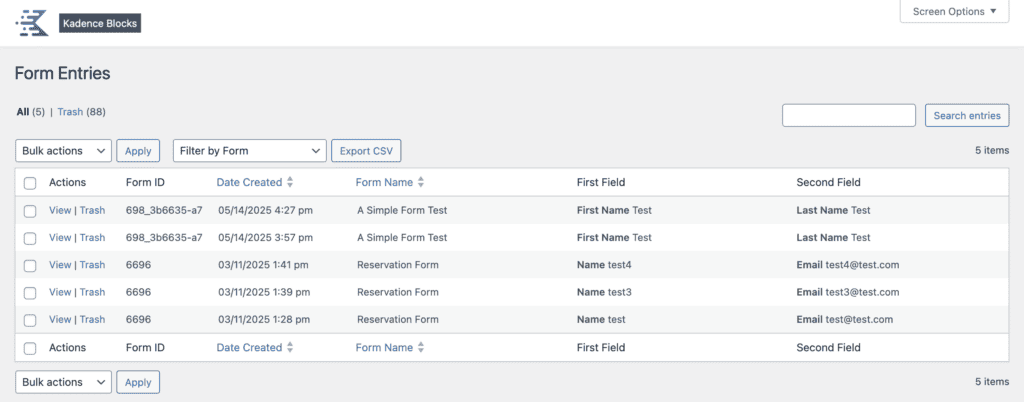 Kadence Blocks
Screen Options ▼
Form Entries
All (5) | Trash (88)
Search entries
Bulk actions Apply Filter by Form Export CSV 5 items
Actions Form ID Date Created Form Name First Field Second Field
View | Trash 698_3b6635-a7 05/14/2025 4:27 pm A Simple Form Test First Name Test Last Name Test
View | Trash 698_3b6635-a7 05/14/2025 3:57 pm A Simple Form Test First Name Test Last Name Test
View | Trash 6696 03/11/2025 1:41 pm Reservation Form Name test4 Email test4@test.com
View | Trash 6696 03/11/2025 1:39 pm Reservation Form Name test3 Email test3@test.com
View | Trash 6696 03/11/2025 1:28 pm Reservation Form Name test Email test@test.com
Actions Form ID Date Created Form Name First Field Second Field
Bulk actions Apply 5 items